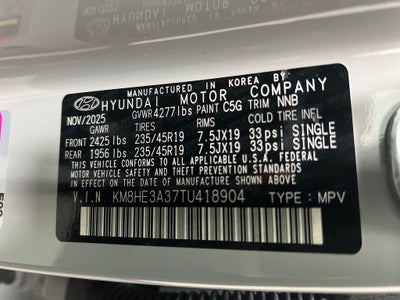 MANUFACTURED IN KOREA BY
HYUNDAI MOTOR COMPANY
NOV/2025 GVWR 4277 lbs PAINT C5G TRIM NNB
GAWR TIRES RIMS COLD TIRE INFL
FRONT 2425 lbs 235/45R19 7.5JX19 33psi SINGLE
REAR 1956 lbs 235/45R19 7.5JX19 33psi SINGLE
THIS VEHICLE CONFORMS TO ALL APPLICABLE U.S.A. FEDERAL
MOTOR VEHICLE SAFETY, BUMPER AND
THEFT PREVENTION STANDARDS IN EFFECT ON THE DATE OF
MANUFACTURE SHOWN ABOVE.
V.I.N KM8HE3A37TU418904 TYPE : MPV